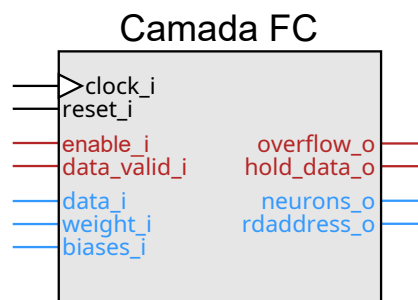 Camada FC
clock_i
reset_i
enable_i
data_valid_i
data_i
weight_i
biases_i
overflow_o
hold_data_o
neurons_o
rdaddress_o